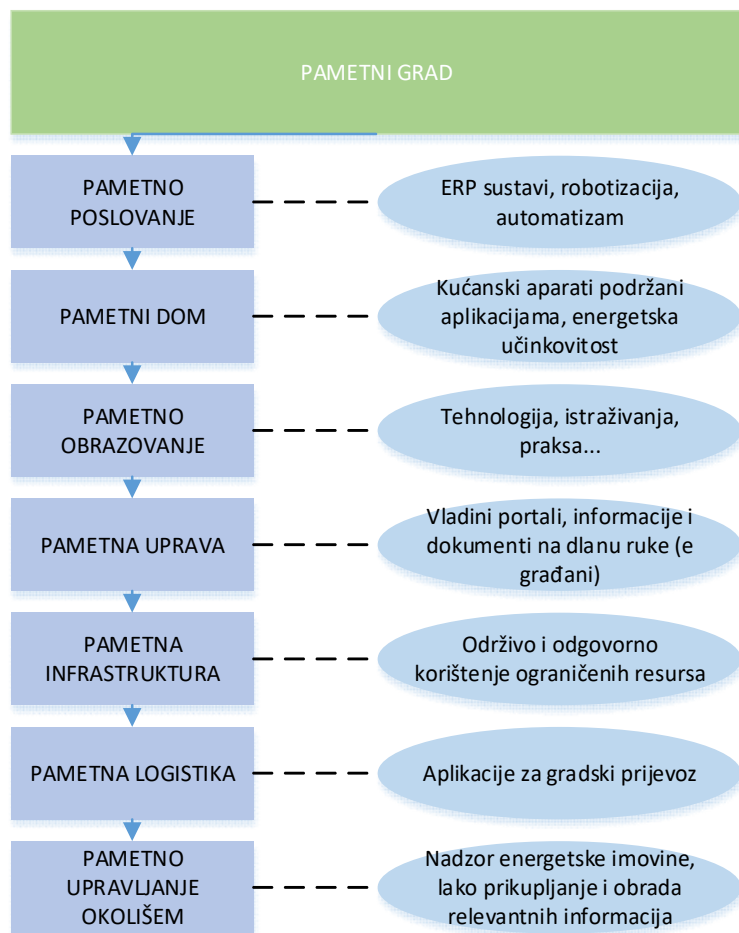 PAMETNI GRAD
PAMETNO
POSLOVANJE
ERP sustavi, robotizacija,
automatizam
PAMETNI DOM
Kućanski aparati podržani
aplikacijama, energetska
učinkovitost
PAMETNO
OBRAZOVANJE
Tehnologija, istraživanja,
praksa...
PAMETNA UPRAVA
Vladini portali, informacije i
dokumenti na dlanu ruke (e
građani)
PAMETNA
INFRASTRUKTURA
Održivo i odgovorno
korištenje ograničenih resursa
PAMETNA LOGISTIKA
Aplikacije za gradski prijevoz
PAMETNO
UPRAVLJANJE
OKOLIŠEM
Nadzor energetske imovine,
lako prikupljanje i obrada
relevantnih informacija